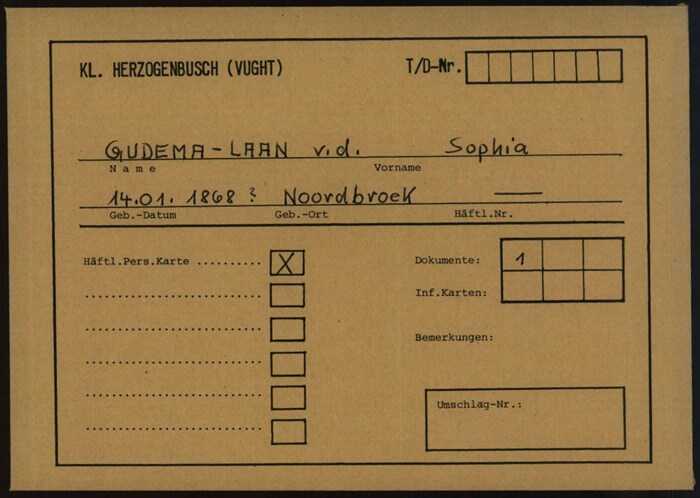 KL. HERZOGENBUSCH (VUGHT) T/D-Nr.
GUDEMA-LAAN v.d. Sophia
Name Vorname
14.01.1868? Noordbroek —
Geb.-Datum Geb.-Ort Häftl.Nr.
Häftl.Pers.Karte .......... X Dokumente: 1
Inf.Karten:
Bemerkungen:
Umschlag-Nr.: